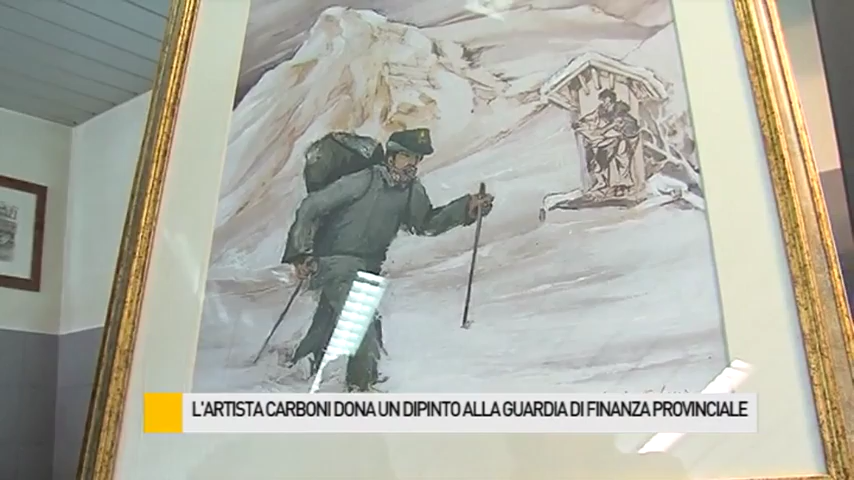 L'ARTISTA CARBONI DONA UN DIPINTO ALLA GUARDIA DI FINANZA PROVINCIALE